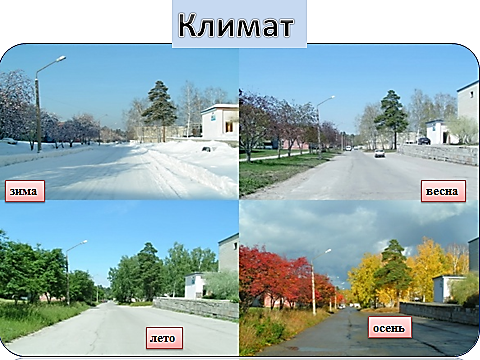 Климат
зима
весна
лето
осень